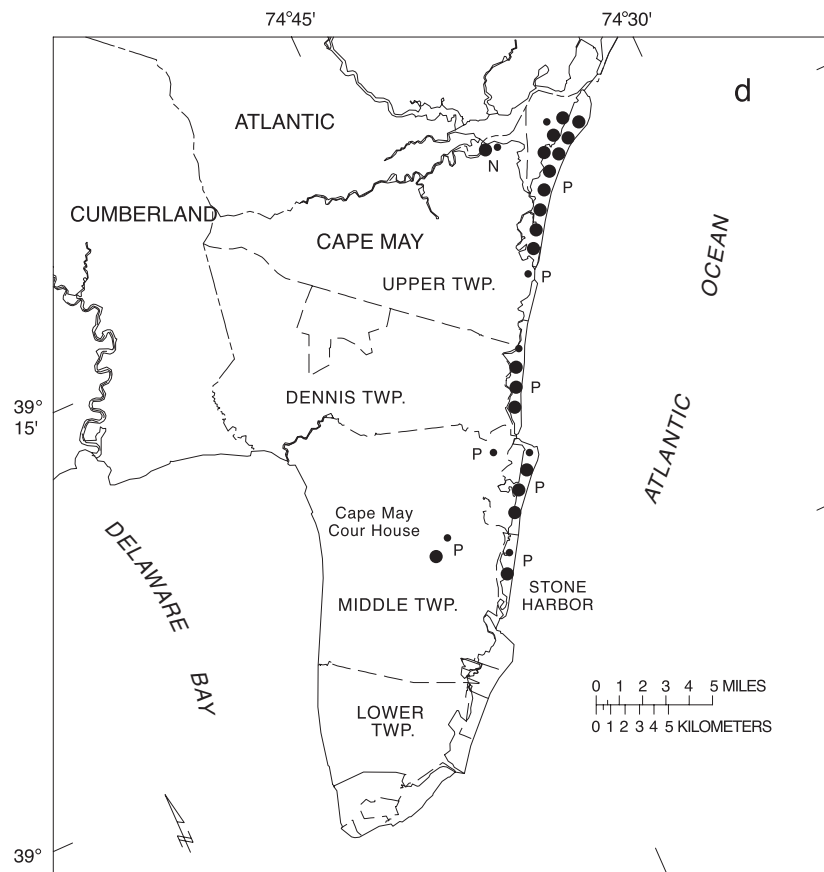 74°45' 74°30'
d
ATLANTIC
N
P
CUMBERLAND
CAPE MAY
OCEAN
UPPER TWP.
P
DENNIS TWP.
P
39°
15'
ATLANTIC
P
P
Cape May
Cour House
P
P
DELAWARE
BAY
MIDDLE TWP.
STONE
HARBOR
0 1 2 3 4 5 MILES
0 1 2 3 4 5 KILOMETERS
LOWER
TWP.
39°